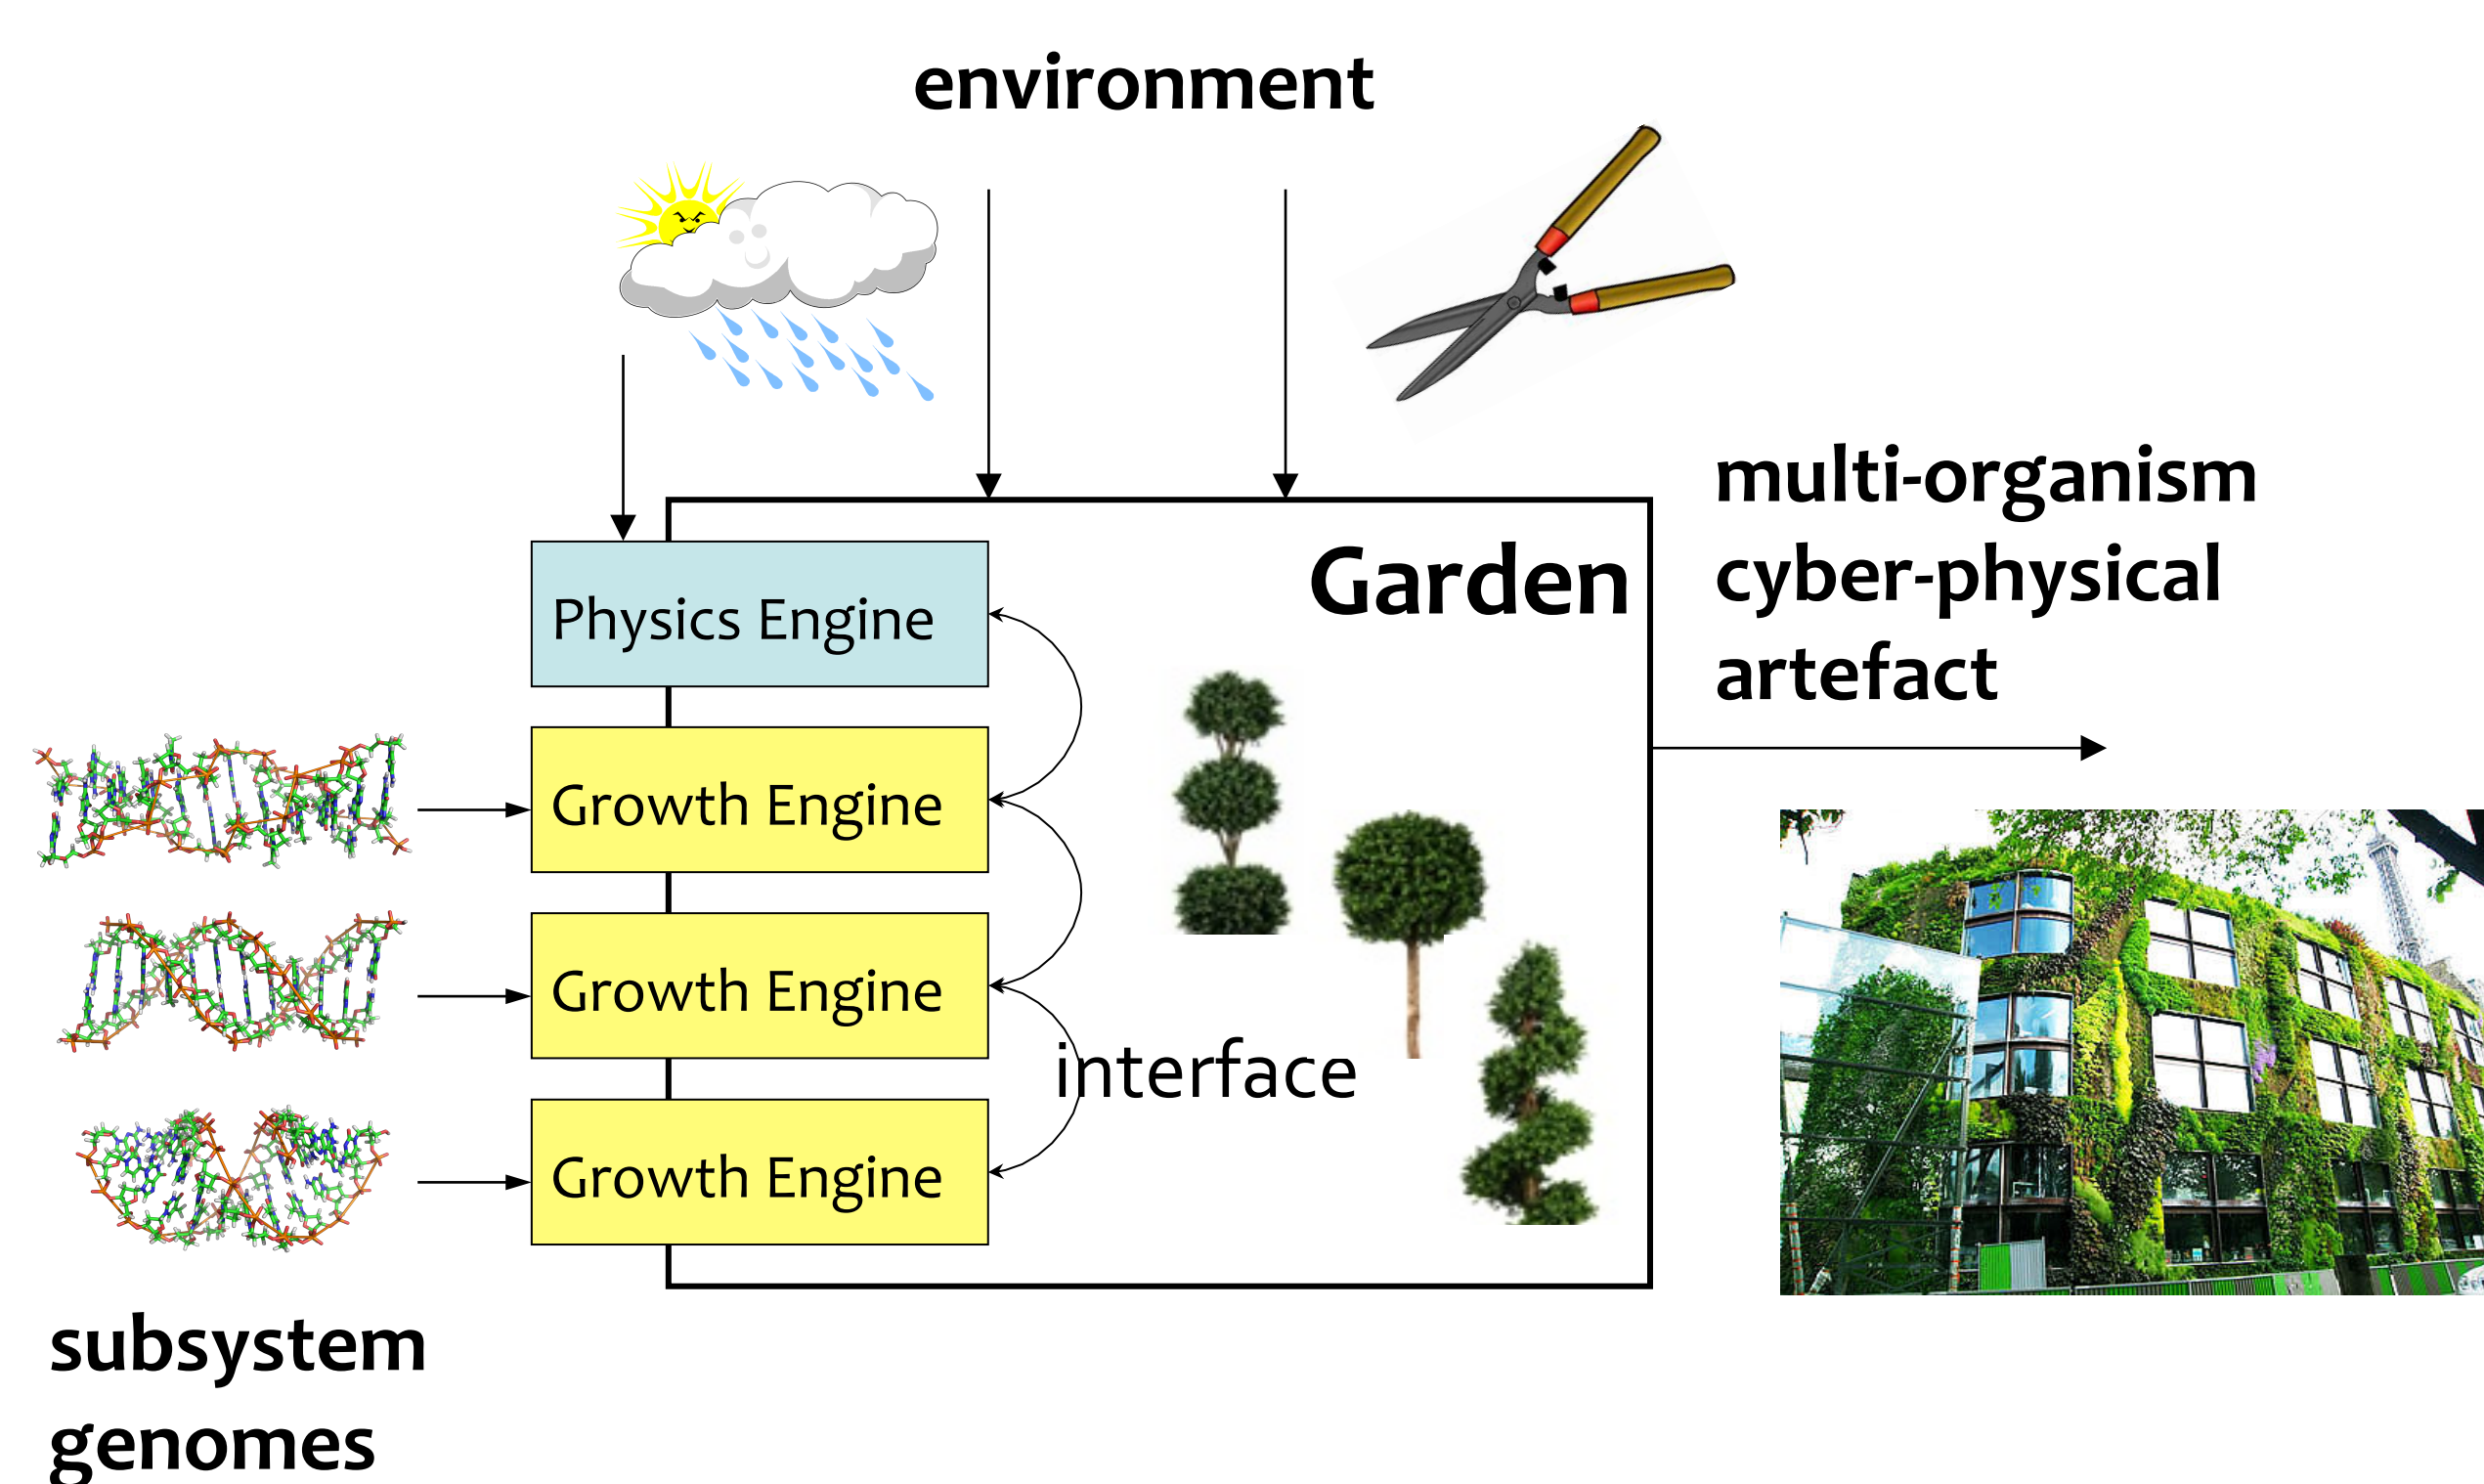 environment
multi-organism
cyber-physical
artefact
Garden
Physics Engine
Growth Engine
Growth Engine
interface
Growth Engine
subsystem
genomes